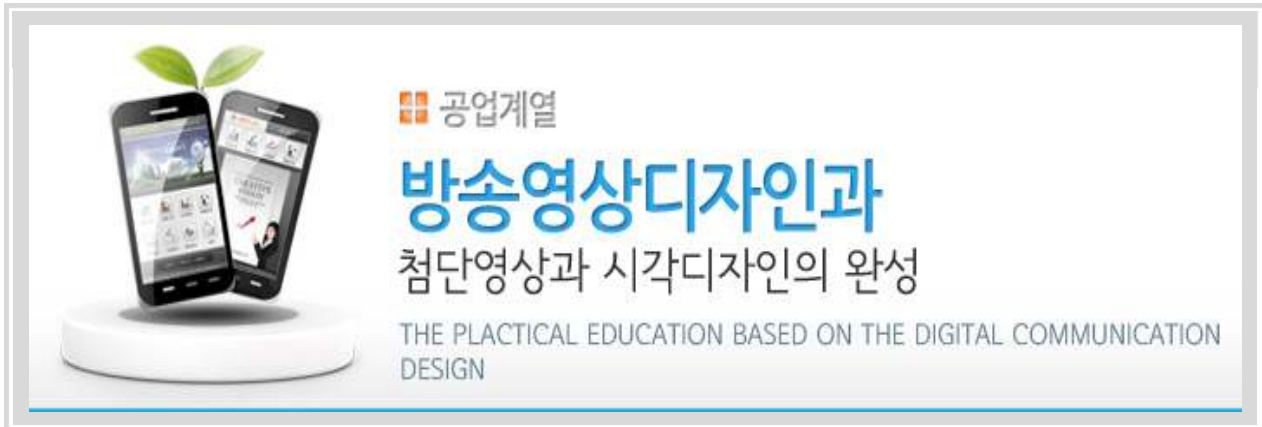 공업계열
방송영상디자인과
첨단영상과 시각디자인의 완성
THE PLACTICAL EDUCATION BASED ON THE DIGITAL COMMUNICATION
DESIGN